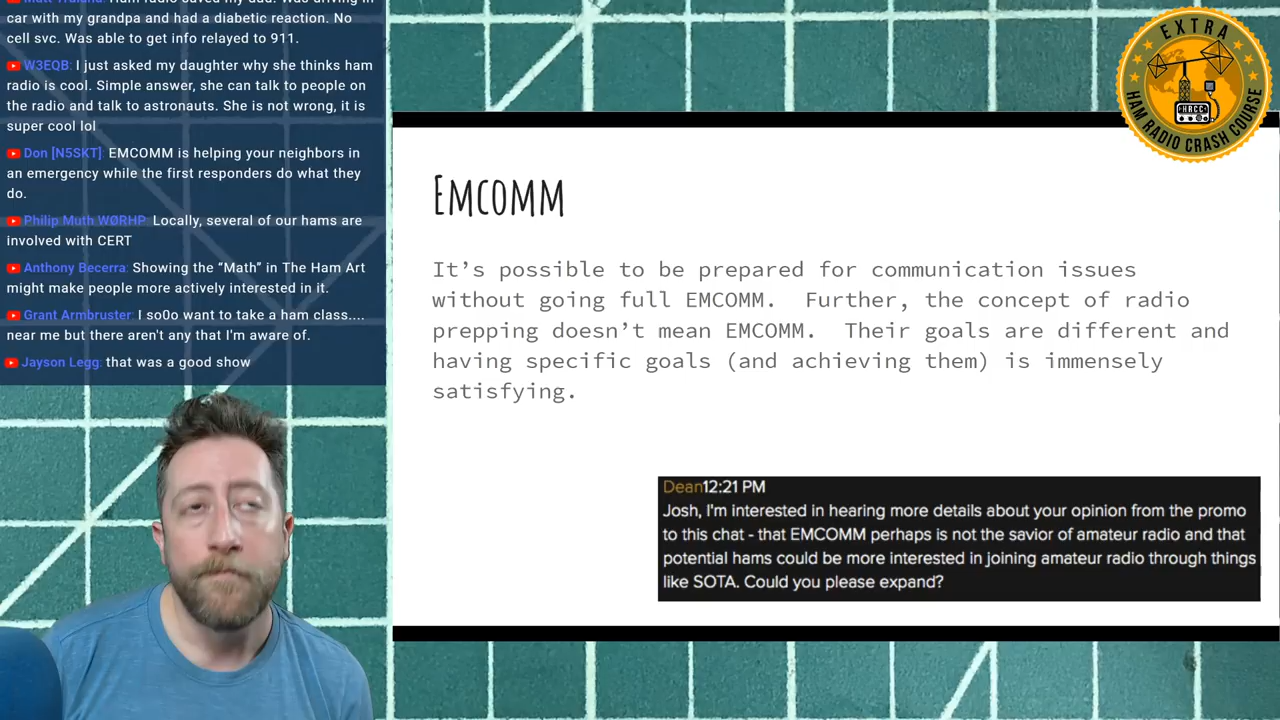 car with my grandpa and had a diabetic reaction. No
cell svc. Was able to get info relayed to 911.
W3EQB: I just asked my daughter why she thinks ham
radio is cool. Simple answer, she can talk to people on
the radio and talk to astronauts. She is not wrong, it is
super cool lol
Don [N5SKT]: EMCOMM is helping your neighbors in
an emergency while the first responders do what they
do.
Philip Muth WØRHP: Locally, several of our hams are
involved with CERT
Anthony Becerra: Showing the “Math” in The Ham Art
might make people more actively interested in it.
Grant Armbruster: I so0o want to take a ham class....
near me but there aren't any that I'm aware of.
Jayson Legg: that was a good show
EXTRA
HRCC
HAM RADIO CRASH COURSE
Emcomm
It’s possible to be prepared for communication issues
without going full EMCOMM. Further, the concept of radio
prepping doesn’t mean EMCOMM. Their goals are different and
having specific goals (and achieving them) is immensely
satisfying.
Dean12:21 PM
Josh, I'm interested in hearing more details about your opinion from the promo
to this chat - that EMCOMM perhaps is not the savior of amateur radio and that
potential hams could be more interested in joining amateur radio through things
like SOTA. Could you please expand?